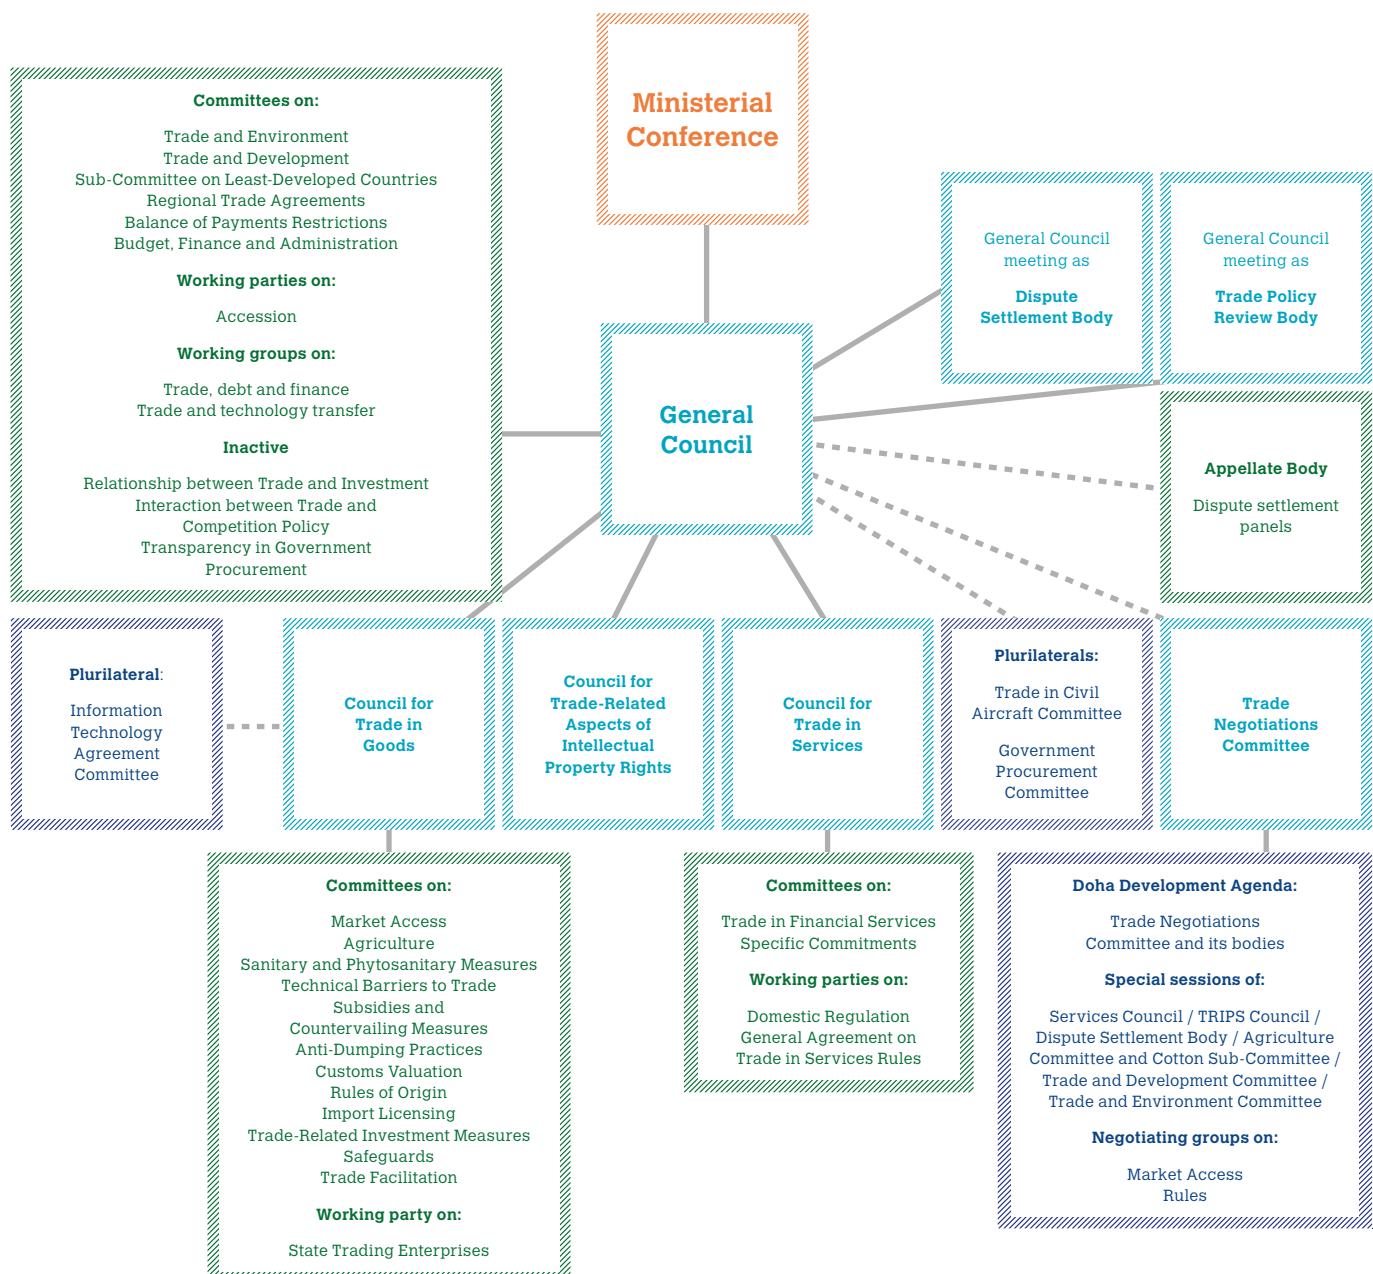 Ministerial
Conference
Committees on:
Trade and Environment
Trade and Development
Sub-Committee on Least-Developed Countries
Regional Trade Agreements
Balance of Payments Restrictions
Budget, Finance and Administration
Working parties on:
Accession
Working groups on:
Trade, debt and finance
Trade and technology transfer
Inactive
Relationship between Trade and Investment
Interaction between Trade and
Competition Policy
Transparency in Government
Procurement
General
Council
General Council
meeting as
Dispute
Settlement Body
General Council
meeting as
Trade Policy
Review Body
Appellate Body
Dispute settlement
panels
Plurilateral:
Information
Technology
Agreement
Committee
Council for
Trade in
Goods
Council for
Trade-Related
Aspects of
Intellectual
Property Rights
Council for
Trade in
Services
Plurilaterals:
Trade in Civil
Aircraft Committee
Government
Procurement
Committee
Trade
Negotiations
Committee
Committees on:
Market Access
Agriculture
Sanitary and Phytosanitary Measures
Technical Barriers to Trade
Subsidies and
Countervailing Measures
Anti-Dumping Practices
Customs Valuation
Rules of Origin
Import Licensing
Trade-Related Investment Measures
Safeguards
Trade Facilitation
Working party on:
State Trading Enterprises
Committees on:
Trade in Financial Services
Specific Commitments
Working parties on:
Domestic Regulation
General Agreement on
Trade in Services Rules
Doha Development Agenda:
Trade Negotiations
Committee and its bodies
Special sessions of:
Services Council / TRIPS Council /
Dispute Settlement Body / Agriculture
Committee and Cotton Sub-Committee /
Trade and Development Committee /
Trade and Environment Committee
Negotiating groups on:
Market Access
Rules